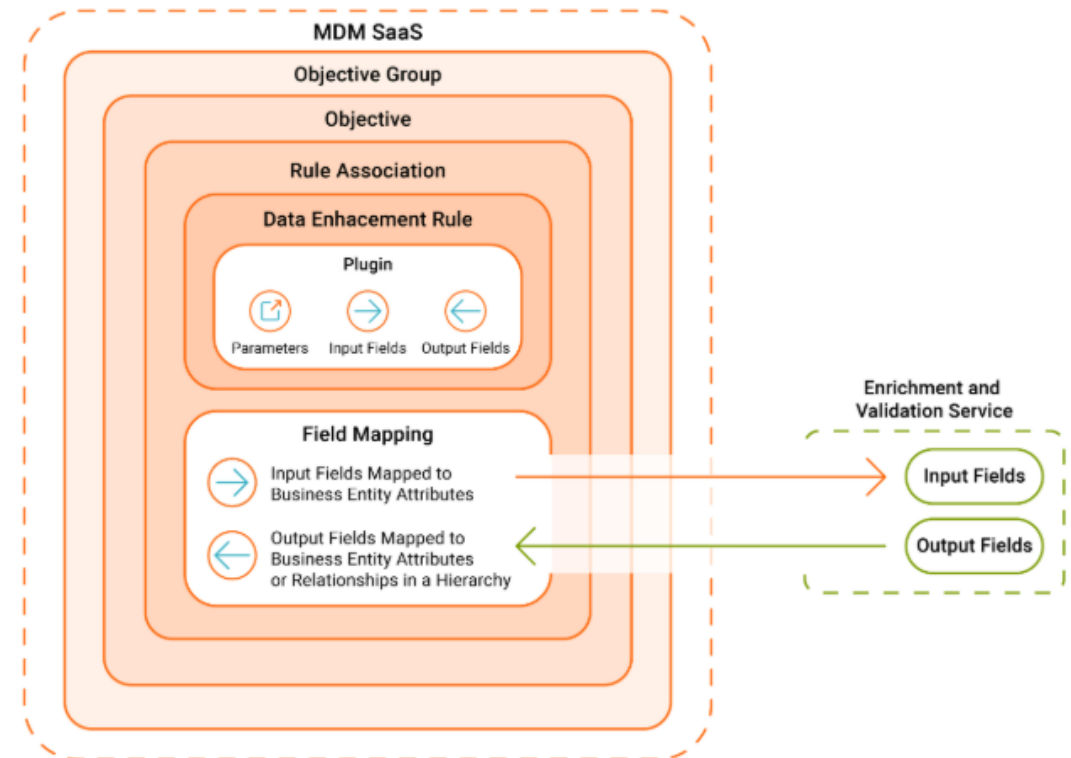 MDM SaaS
Objective Group
Objective
Rule Association
Data Enhacement Rule
Plugin
Parameters
Input Fields
Output Fields
Field Mapping
Input Fields Mapped to
Business Entity Attributes
Output Fields Mapped to
Business Entity Attributes
or Relationships in a Hierarchy
Enrichment and
Validation Service
Input Fields
Output Fields